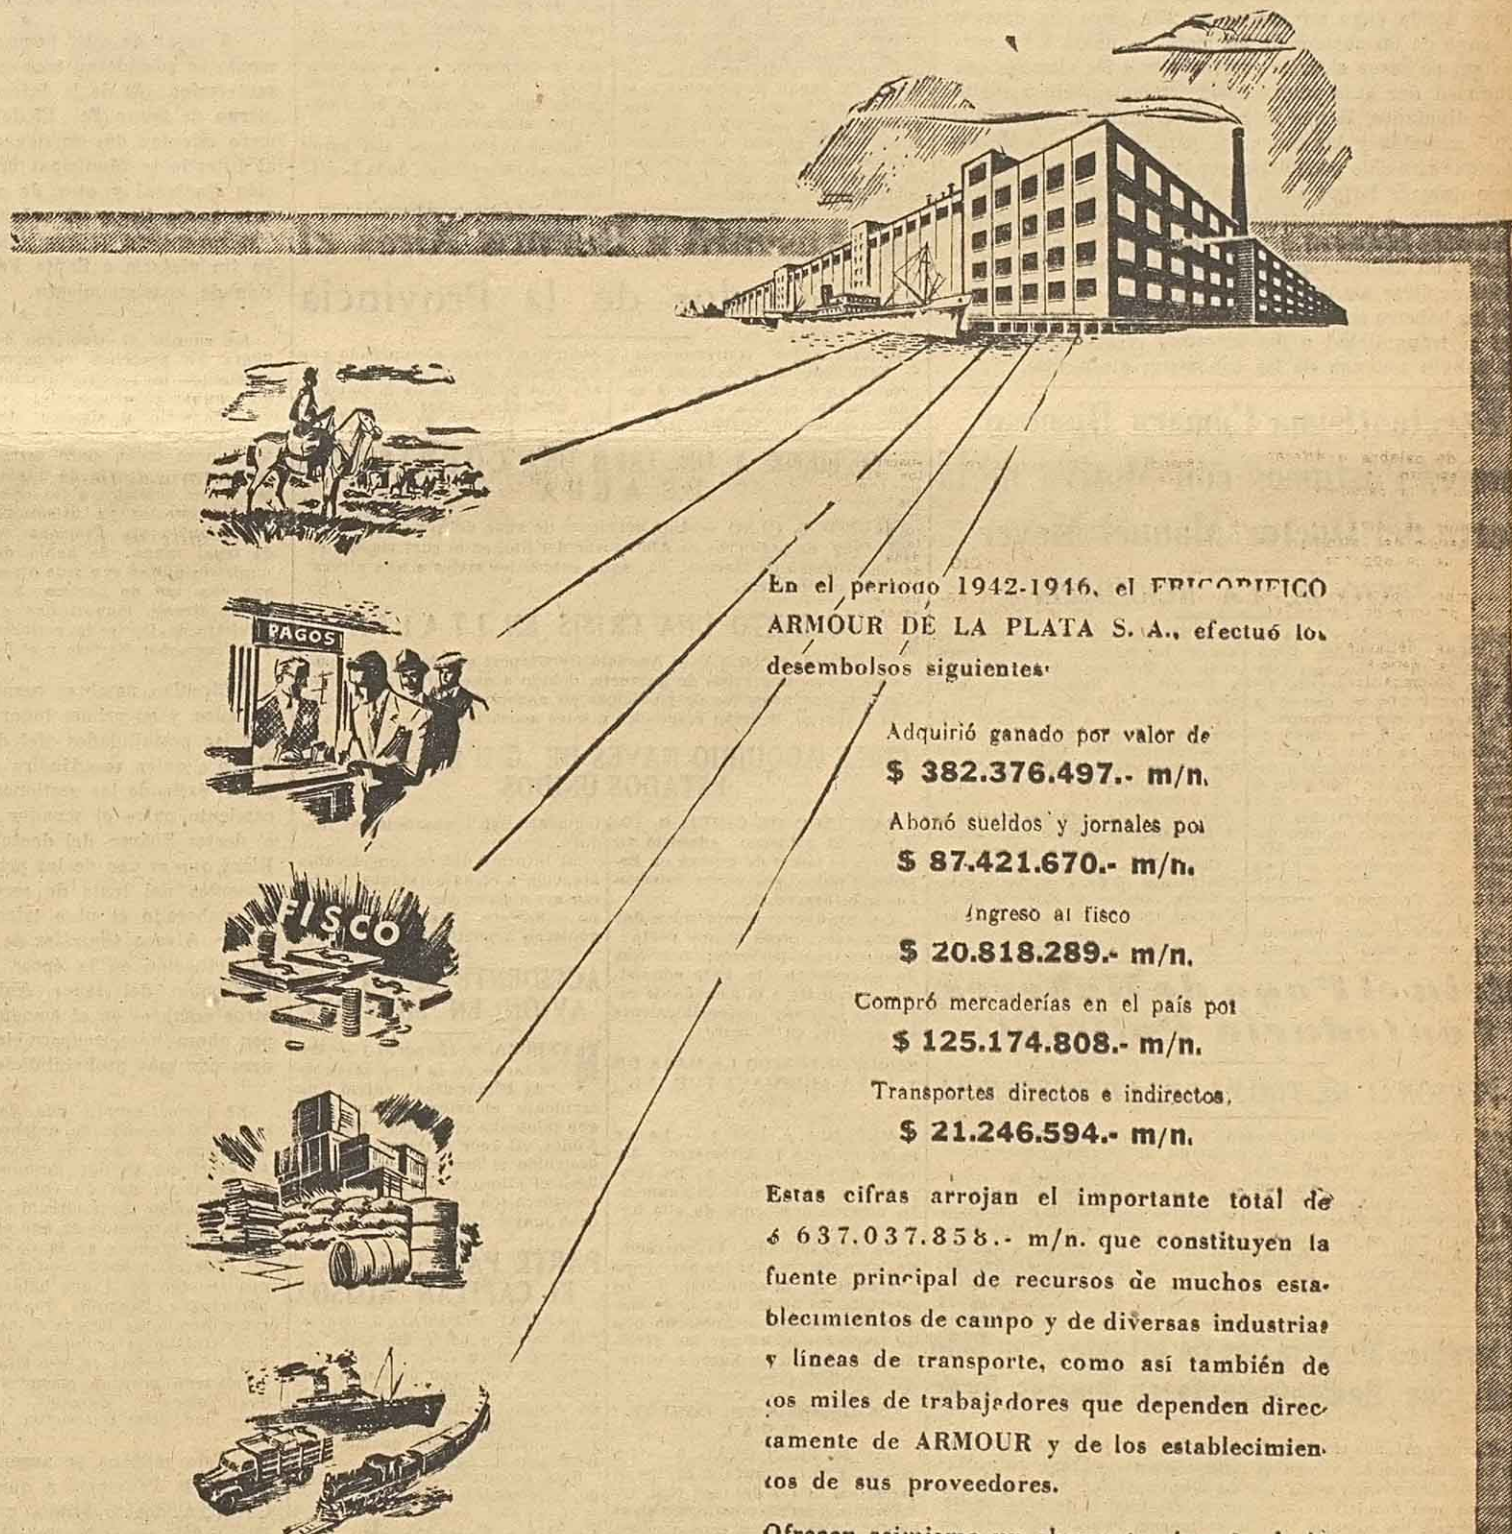 PAGOS
FISCO
En el periodo 1942-1946, el FRIGORIFICO
ARMOUR DE LA PLATA S. A., efectuó los
desembolsos siguientes:
Adquirió ganado por valor de
$ 382.376.497.- m/n.
Abonó sueldos y jornales por
$ 87.421.670.- m/n.
Ingreso al fisco
$ 20.818.289.- m/n.
Compró mercaderías en el país por
$ 125.174.808.- m/n.
Transportes directos e indirectos,
$ 21.246.594.- m/n.
Estas cifras arrojan el importante total de
$ 637.037.858.- m/n. que constituyen la
fuente principal de recursos de muchos esta-
blecimientos de campo y de diversas industrias
y líneas de transporte, como así también de
los miles de trabajadores que dependen direc-
tamente de ARMOUR y de los establecimien-
tos de sus proveedores.